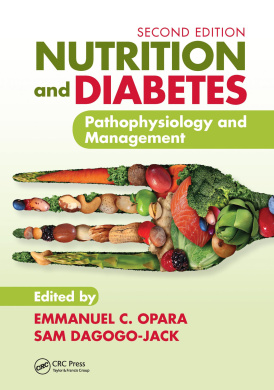 SECOND EDITION
NUTRITION
and DIABETES
Pathophysiology and
Management
Edited by
EMMANUEL C. OPARA
SAM DAGOGO-JACK
CRC Press
Taylor & Francis Group